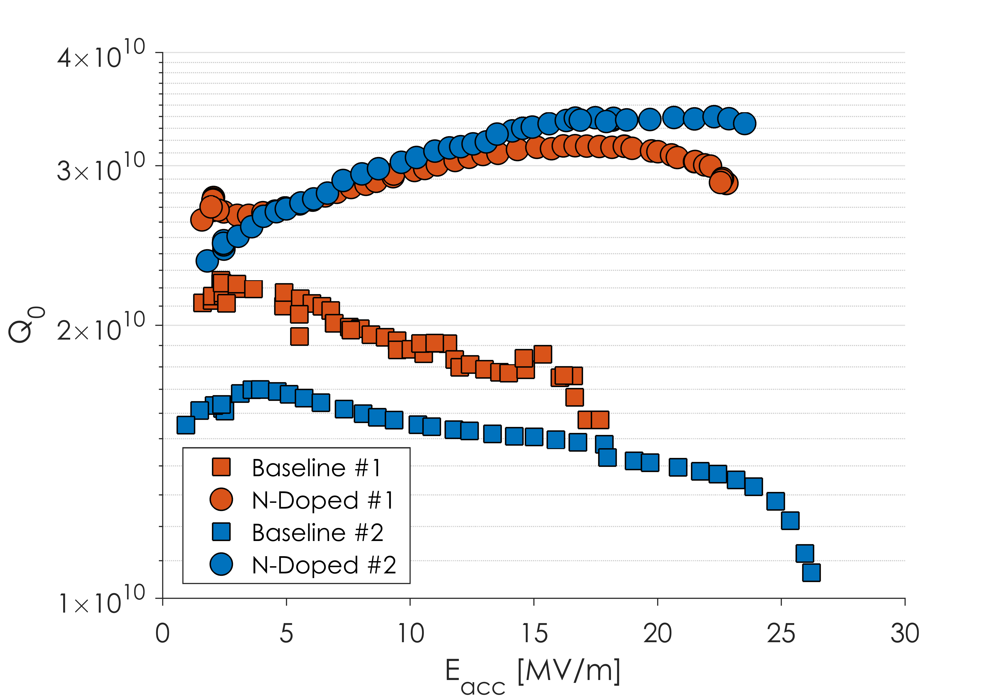 4×10^10
3×10^10
2×10^10
1×10^10
Q_0
Baseline #1
N-Doped #1
Baseline #2
N-Doped #2
0 5 10 15 20 25 30
E_acc [MV/m]